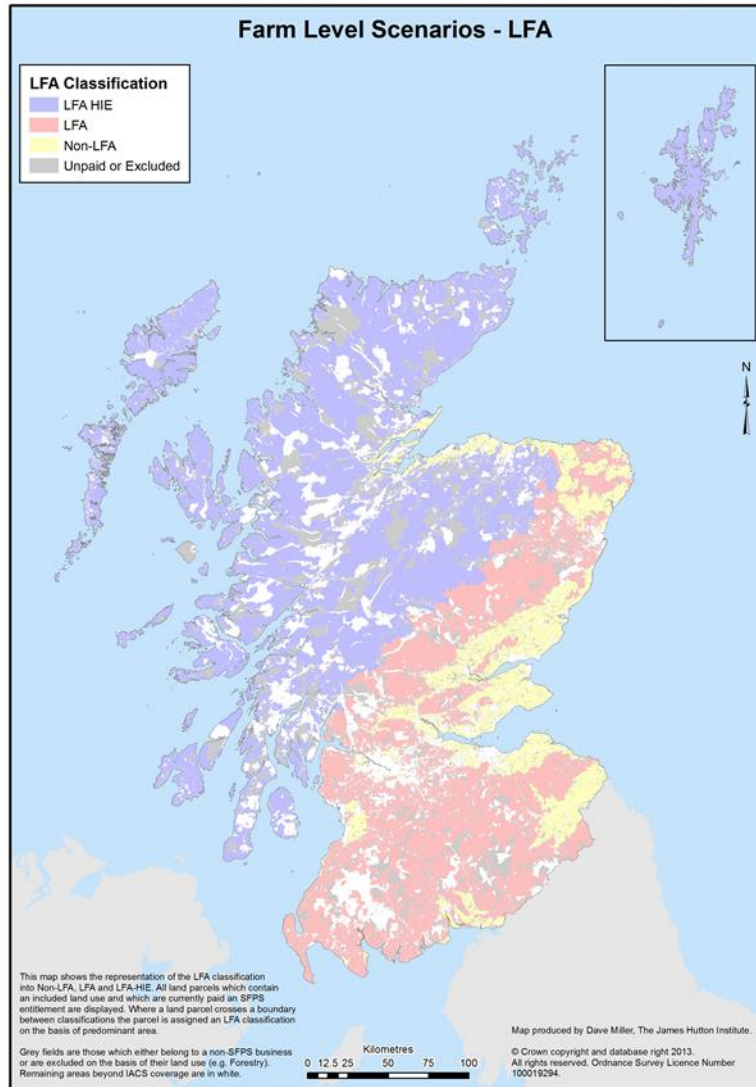 Farm Level Scenarios - LFA
LFA Classification
LFA HIE
LFA
Non-LFA
Unpaid or Excluded
N
This map shows the representation of the LFA classification
into Non-LFA, LFA and LFA-HIE. All land parcels which contain
an included land use and which are currently paid an SFPS
entitlement are displayed. Where a land parcel crosses a boundary
between classifications the parcel is assigned an LFA classification
on the basis of predominant area.
Grey fields are those which either belong to a non-SFPS business
or are excluded on the basis of their land use (e.g. Forestry).
Remaining areas beyond IACS coverage are in white.
Kilometres
0 12.5 25 50 75 100
Map produced by Dave Miller, The James Hutton Institute.
© Crown copyright and database right 2013.
All rights reserved. Ordnance Survey Licence Number
100019294.